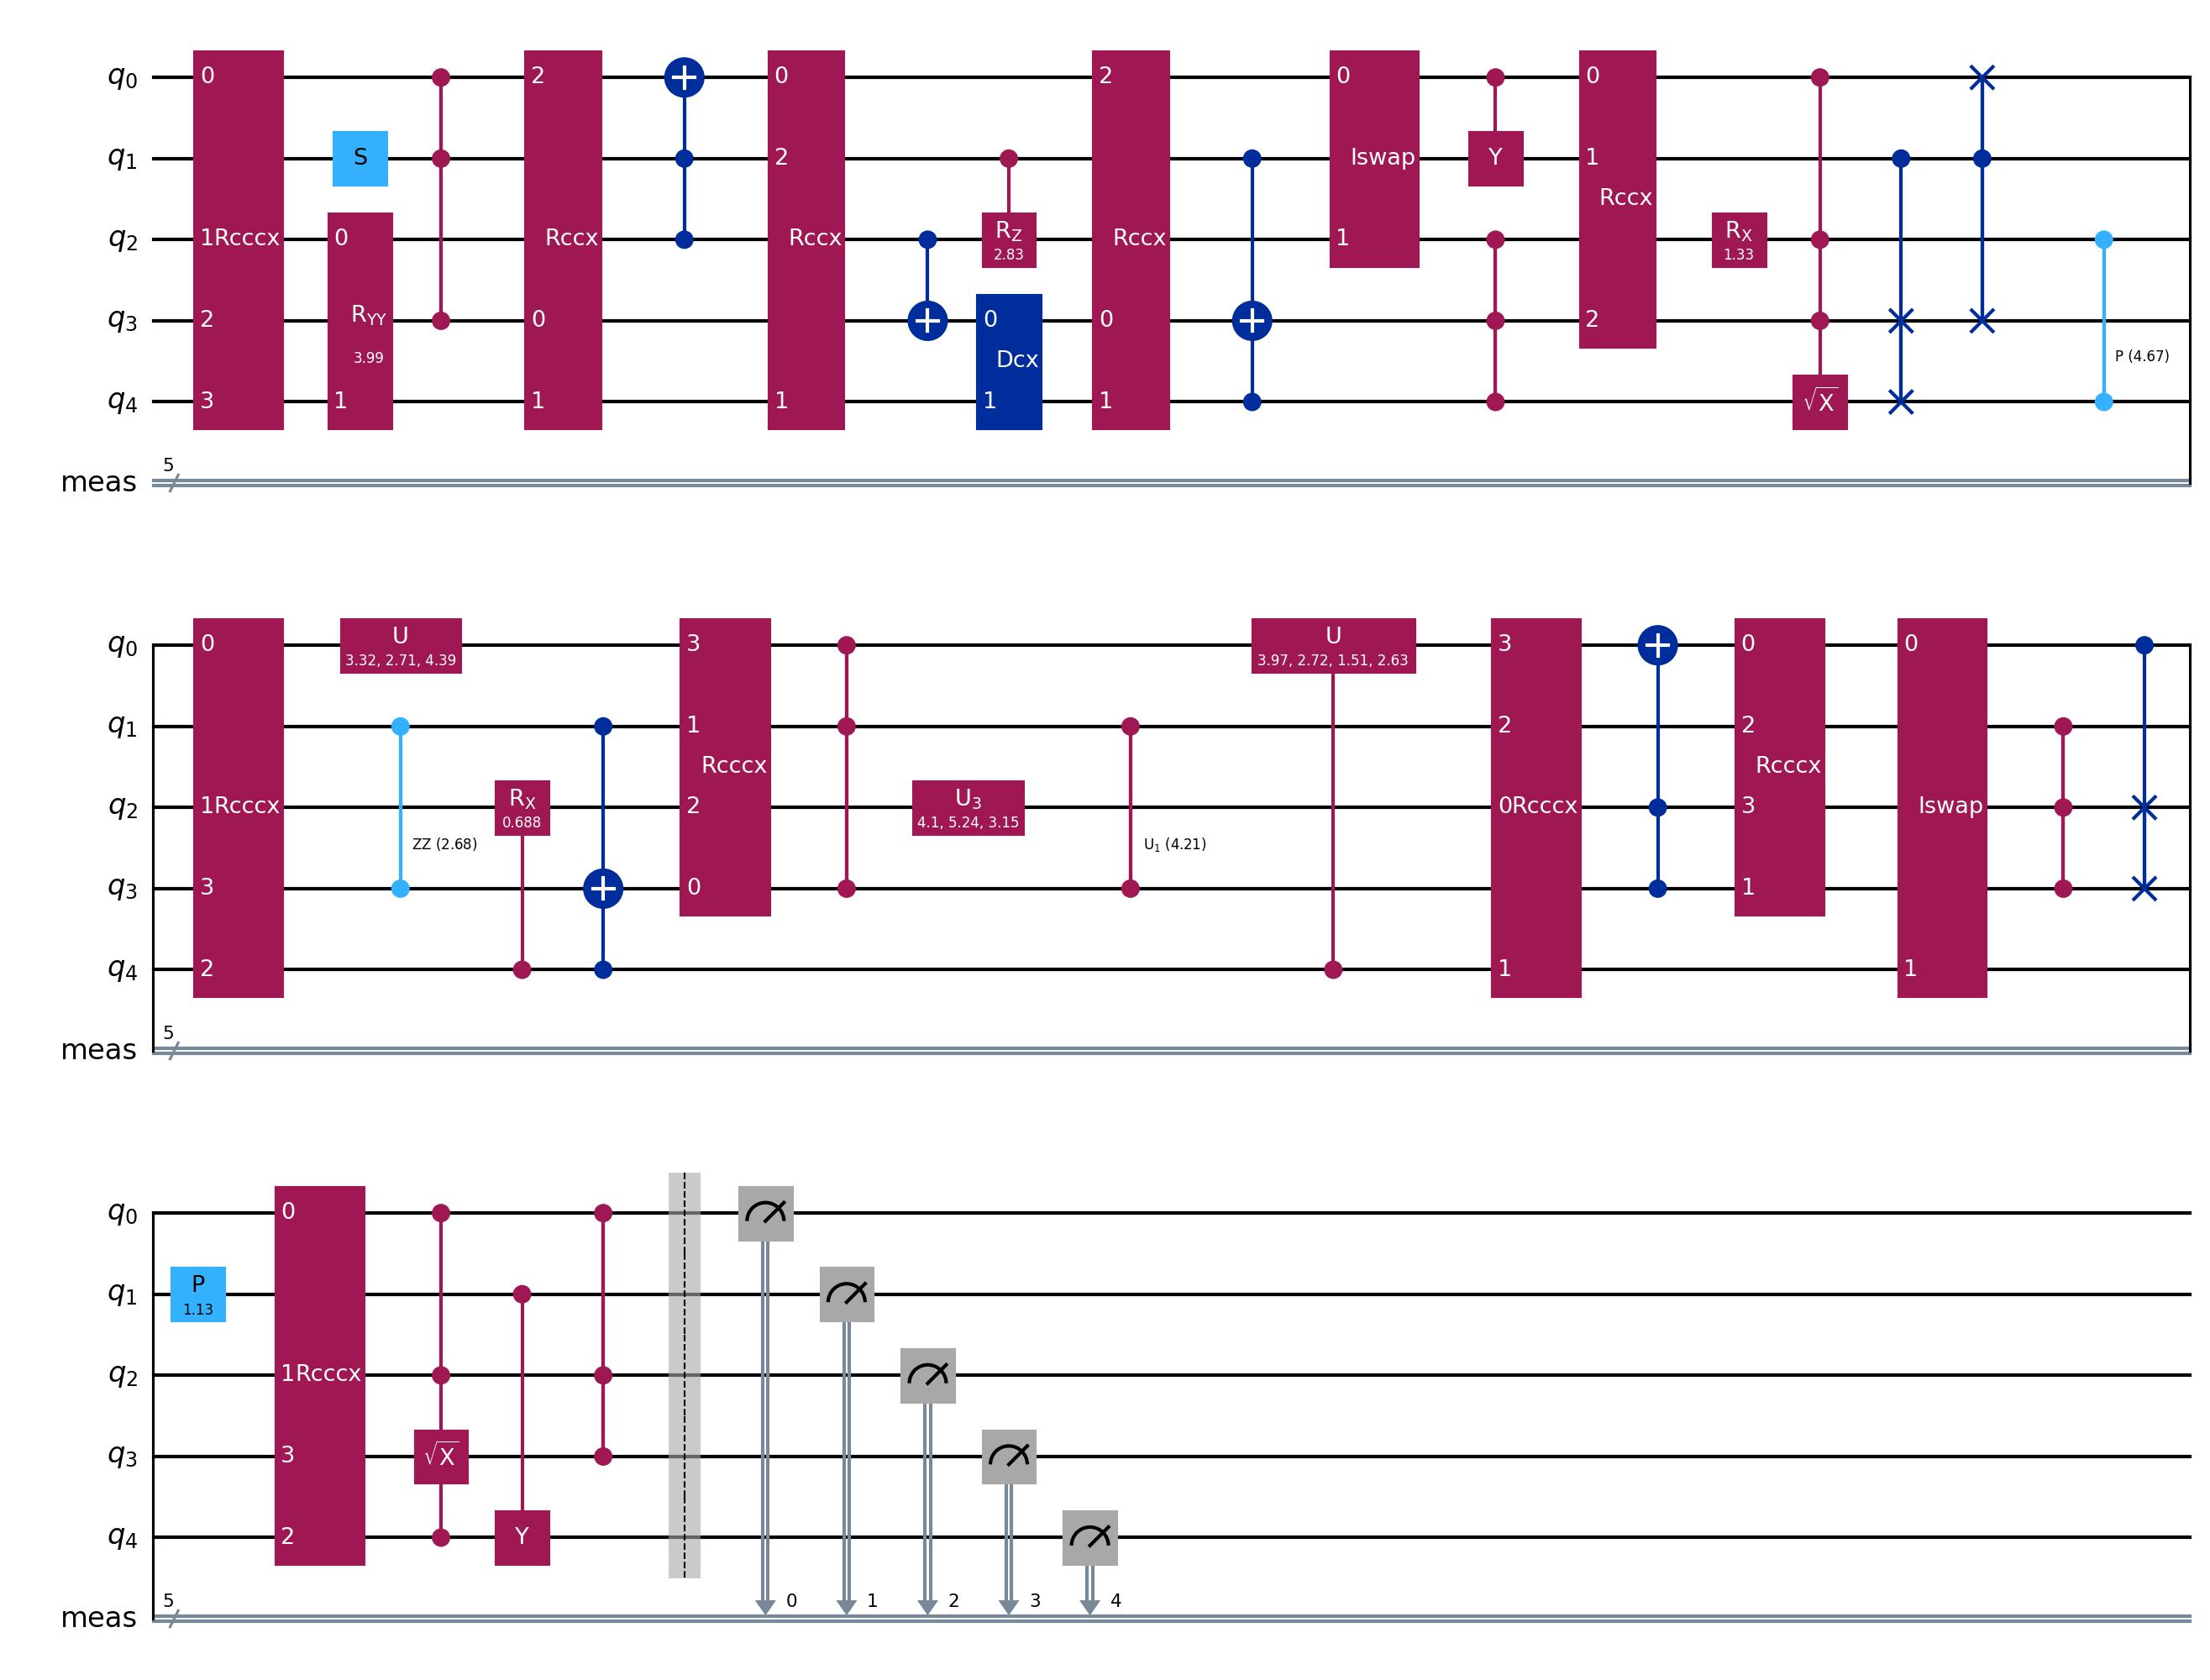 q0 0 2 0 2 0 0
q1 S 2 Iswap Y 1
Rccx
q2 1Rcccx 0 Rccx Rccx RZ 2.83 Rccx 1 RX 1.33
q3 2 RYY 0 0 0 2
3.99 Dcx P (4.67)
q4 3 1 1 1 1 1 √X
5
meas
q0 0 U 3.32, 2.71, 4.39 3 U 3.97, 2.72, 1.51, 2.63 3 0 0
q1 1 2 2
Rcccx Rcccx
q2 1Rcccx RX 0.688 2 U3 4.1, 5.24, 3.15 0Rcccx 3 Iswap
ZZ (2.68) U1 (4.21)
q3 3 0 1
q4 2 1 1
5
meas
q0 0
q1 P 1.13
q2 1Rcccx
q3 3 √X
q4 2 Y
5 0 1 2 3 4
meas